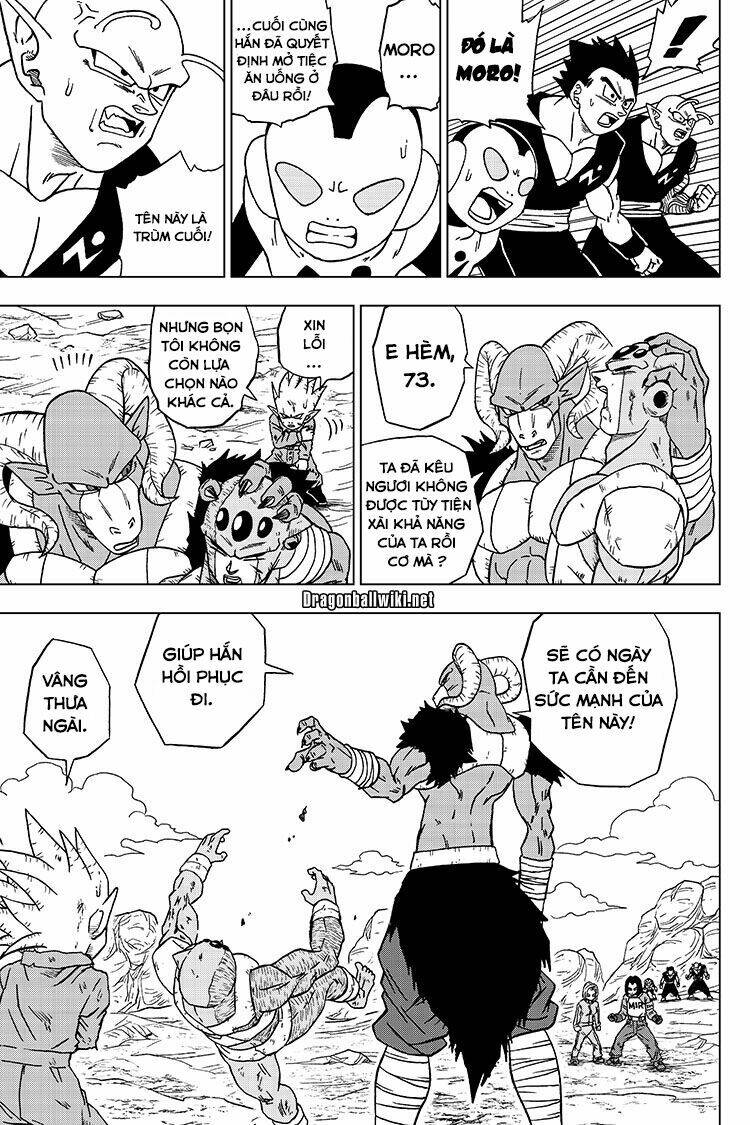 ĐÓ LÀ
MORO!
MORO
...
...CUỐI CÙNG
HẮN ĐÃ QUYẾT
ĐỊNH MỞ TIỆC
ĂN UỐNG Ở
ĐÂU RỒI!
TÊN NÀY LÀ
TRÙM CUỐI!
E HÈM,
73.
TA ĐÃ KÊU
NGƯƠI KHÔNG
ĐƯỢC TÙY TIỆN
XÀI KHẢ NĂNG
CỦA TA RỒI
CƠ MÀ ?
XIN
LỖI
...
NHƯNG BỌN
TÔI KHÔNG
CÒN LỰA
CHỌN NÀO
KHÁC CẢ.
Dragonballwiki.net
SẼ CÓ NGÀY
TA CẦN ĐẾN
SỨC MẠNH CỦA
TÊN NÀY!
GIÚP HẮN
HỒI PHỤC
ĐI.
VÂNG
THƯA
NGÀI.
MIR